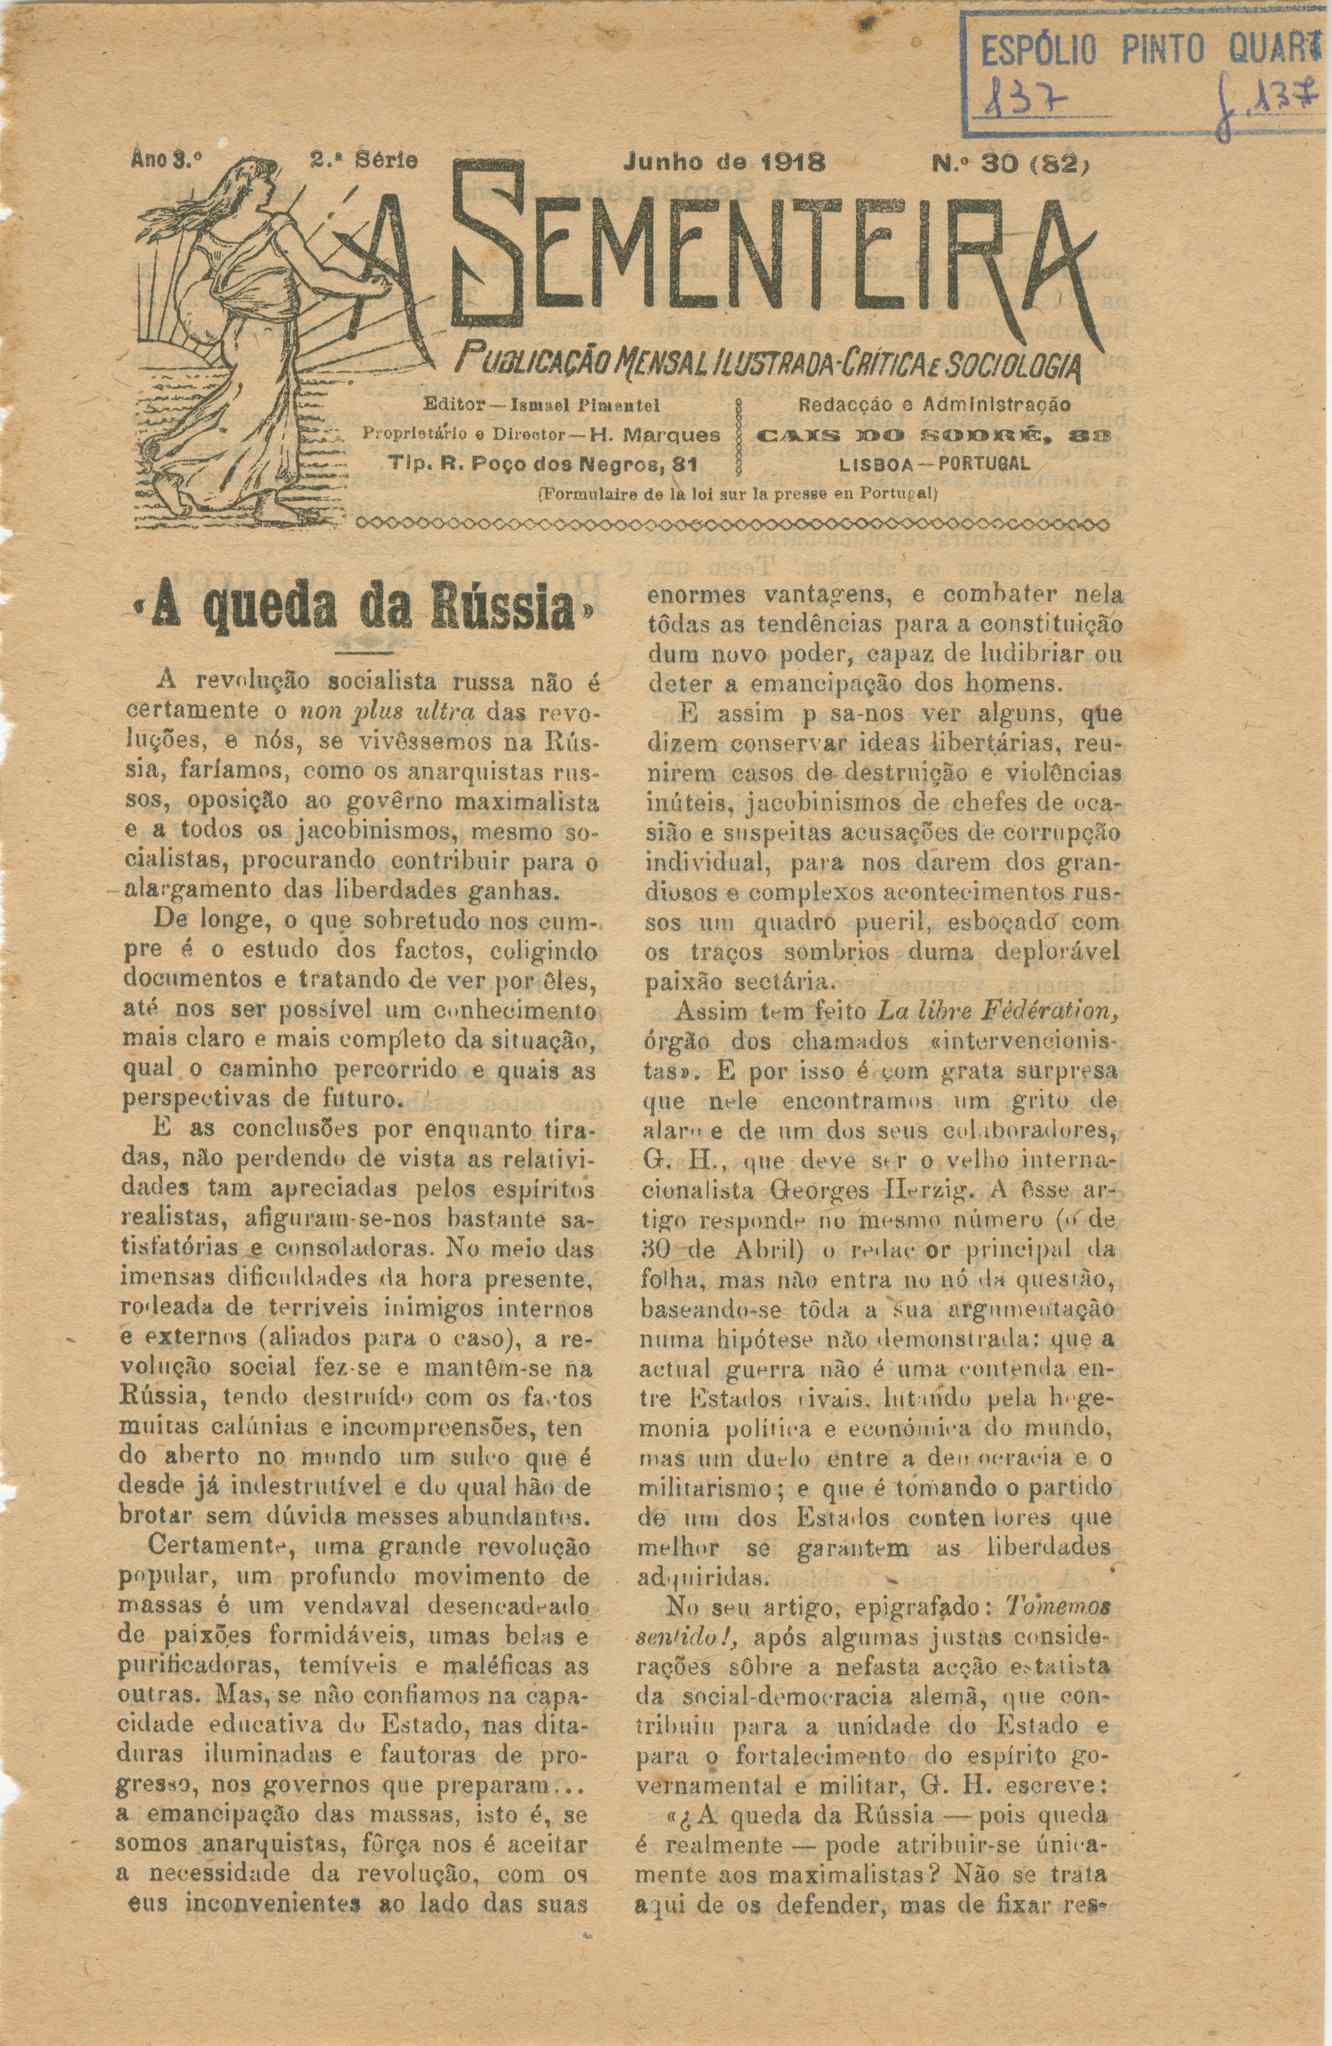 ESPÓLIO PINTO QUART
137 f.137
Ano 3.º 2.ª Série Junho de 1918 N.º 30 (82)
A SEMENTEIRA
PUBLICAÇÃO MENSAL ILUSTRADA-CRÍTICA E SOCIOLOGIA
Editor—Ismael Pimentel
Proprietário e Director—H. Marques
Tip. R. Poço dos Negros, 81
Redacção e Administração
CAIS DO SODRÉ, 88
LISBOA—PORTUGAL
(Formulaire de là loi sur la presse en Portugal)
«A queda da Rússia»
A revolução socialista russa não é
certamente o non plus ultra das revo-
luções, e nós, se vivêssemos na Rús-
sia, faríamos, como os anarquistas rus-
sos, oposição ao govêrno maximalista
e a todos os jacobinismos, mesmo so-
cialistas, procurando contribuir para o
alargamento das liberdades ganhas.
De longe, o que sobretudo nos cum-
pre é o estudo dos factos, coligindo
documentos e tratando de ver por êles,
até nos ser possível um conhecimento
mais claro e mais completo da situação,
qual o caminho percorrido e quais as
perspectivas de futuro.
E as conclusões por enquanto tira-
das, não perdendo de vista as relativi-
dades tam apreciadas pelos espíritos
realistas, afiguram-se-nos bastante sa-
tisfatórias e consoladoras. No meio das
imensas dificuldades da hora presente,
rodeada de terríveis inimigos internos
e externos (aliados para o caso), a re-
volução social fez-se e mantêm-se na
Rússia, tendo destruído com os factos
muitas calúnias e incompreensões, ten
do aberto no mundo um sulco que é
desde já indestrutível e do qual hão de
brotar sem dúvida messes abundantes.
Certamente, uma grande revolução
popular, um profundo movimento de
massas é um vendaval desencadeado
de paixões formidáveis, umas belas e
purificadoras, temíveis e maléficas as
outras. Mas, se não confiamos na capa-
cidade educativa do Estado, nas dita-
duras iluminadas e fautoras de pro-
gresso, nos governos que preparam...
a emancipação das massas, isto é, se
somos anarquistas, fôrça nos é aceitar
a necessidade da revolução, com os
eus inconvenientes ao lado das suas
enormes vantagens, e combater nela
tôdas as tendências para a constituição
dum novo poder, capaz de ludibriar ou
deter a emancipação dos homens.
E assim p sa-nos ver alguns, que
dizem conservar ideas libertárias, reu-
nirem casos de destruição e violências
inúteis, jacobinismos de chefes de oca-
sião e suspeitas acusações de corrupção
individual, para nos darem dos gran-
diosos e complexos acontecimentos rus-
sos um quadro pueril, esboçado com
os traços sombrios duma deplorável
paixão sectária.
Assim tem feito La libre Fédération,
órgão dos chamados «intervencionis-
tas». E por isso é com grata surpresa
que nele encontramos um grito de
alarme de um dos seus colaboradores,
G. H., que deve ser o velho interna-
cionalista Georges Herzig. A êsse ar-
tigo responde no mesmo número (o de
30 de Abril) o redac or principal da
folha, mas não entra no nó da questão,
baseando-se tôda a sua argumentação
numa hipótese não demonstrada: que a
actual guerra não é uma contenda en-
tre Estados rivais, lutando pela hege-
monia política e económica do mundo,
mas um duelo entre a democracia e o
militarismo; e que é tomando o partido
de um dos Estados contendores que
melhor se garantem as liberdades
adquiridas.
No seu artigo, epigrafado: Tomemos
sentido!, após algumas justas conside-
rações sôbre a nefasta acção estatista
da social-democracia alemã, que con-
tribuiu para a unidade do Estado e
para o fortalecimento do espírito go-
vernamental e militar, G. H. escreve:
«¿A queda da Rússia — pois queda
é realmente — pode atribuir-se única-
mente aos maximalistas? Não se trata
aqui de os defender, mas de fixar res-